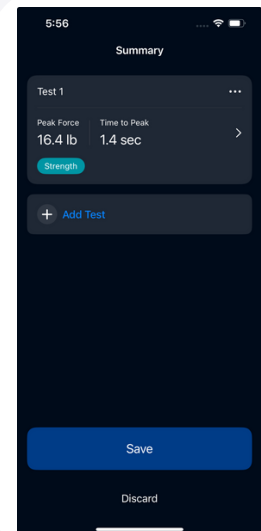 5:56
Summary
Test 1
Peak Force
Time to Peak
16.4 lb
1.4 sec
Strength
Add Test
Save
Discard